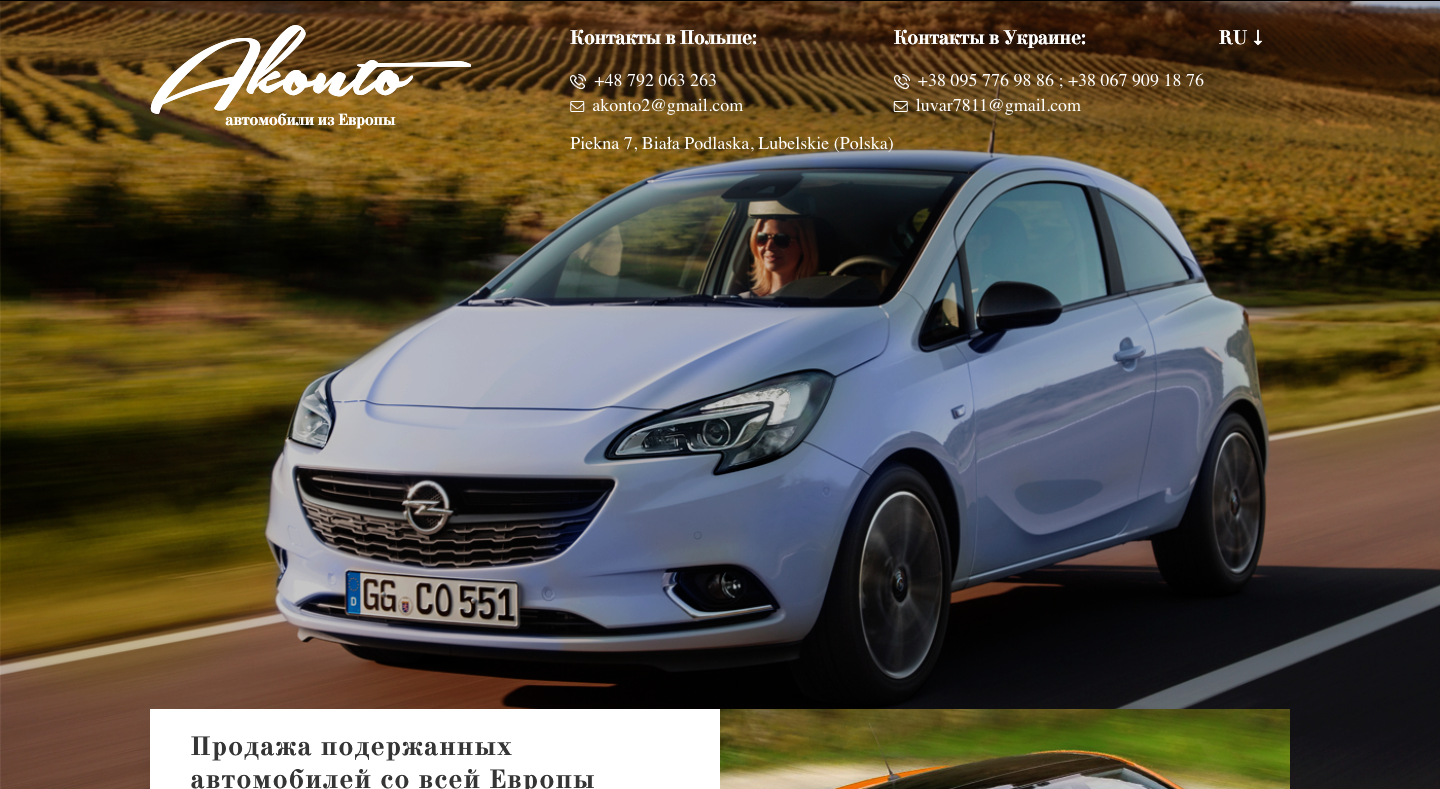 Akonto
автомобили из Европы
Контакты в Польше:
+48 792 063 263
akonto2@gmail.com
Piekna 7, Biała Podlaska, Lubelskie (Polska)
Контакты в Украине:
+38 095 776 98 86 ; +38 067 909 18 76
luvar7811@gmail.com
RU ↓
D GG CO 551
Продажа подержанных
автомобилей со всей Европы